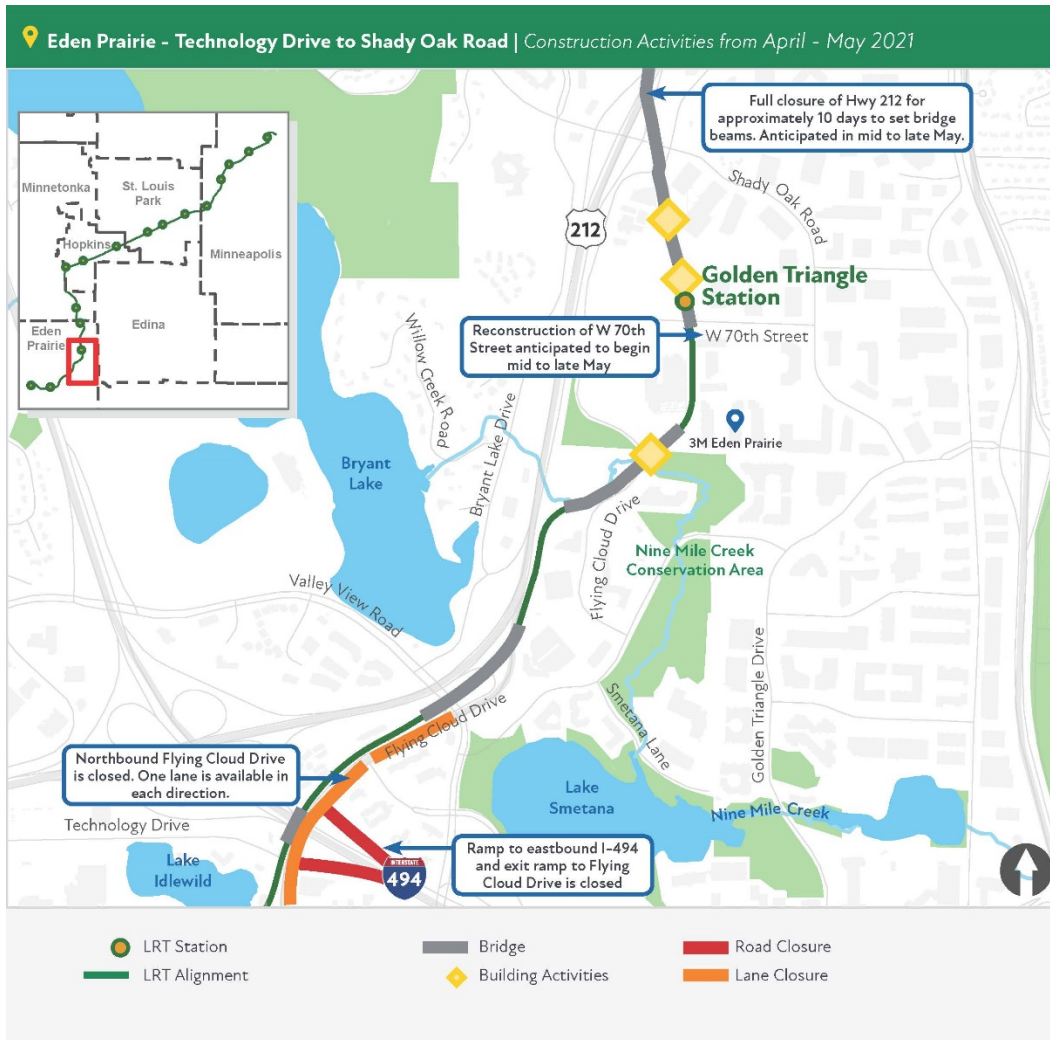 Eden Prairie - Technology Drive to Shady Oak Road | Construction Activities from April - May 2021
Full closure of Hwy 212 for
approximately 10 days to set bridge
beams. Anticipated in mid to late May.
Minnetonka
St. Louis
Park
Hopkins
Minneapolis
Eden
Prairie
Edina
212
Shady Oak Road
Golden Triangle
Station
Reconstruction of W 70th
Street anticipated to begin
mid to late May
W 70th Street
Willow Creek Road
Bryant Lake Drive
3M Eden Prairie
Bryant
Lake
Flying Cloud Drive
Nine Mile Creek
Conservation Area
Valley View Road
Golden Triangle Drive
Smetana Lane
Flying Cloud Drive
Northbound Flying Cloud Drive
is closed. One lane is available in
each direction.
Technology Drive
Lake
Smetana
Nine Mile Creek
Lake
Idlewild
INTERSTATE
494
Ramp to eastbound I-494
and exit ramp to Flying
Cloud Drive is closed
LRT Station
Bridge
Road Closure
LRT Alignment
Building Activities
Lane Closure